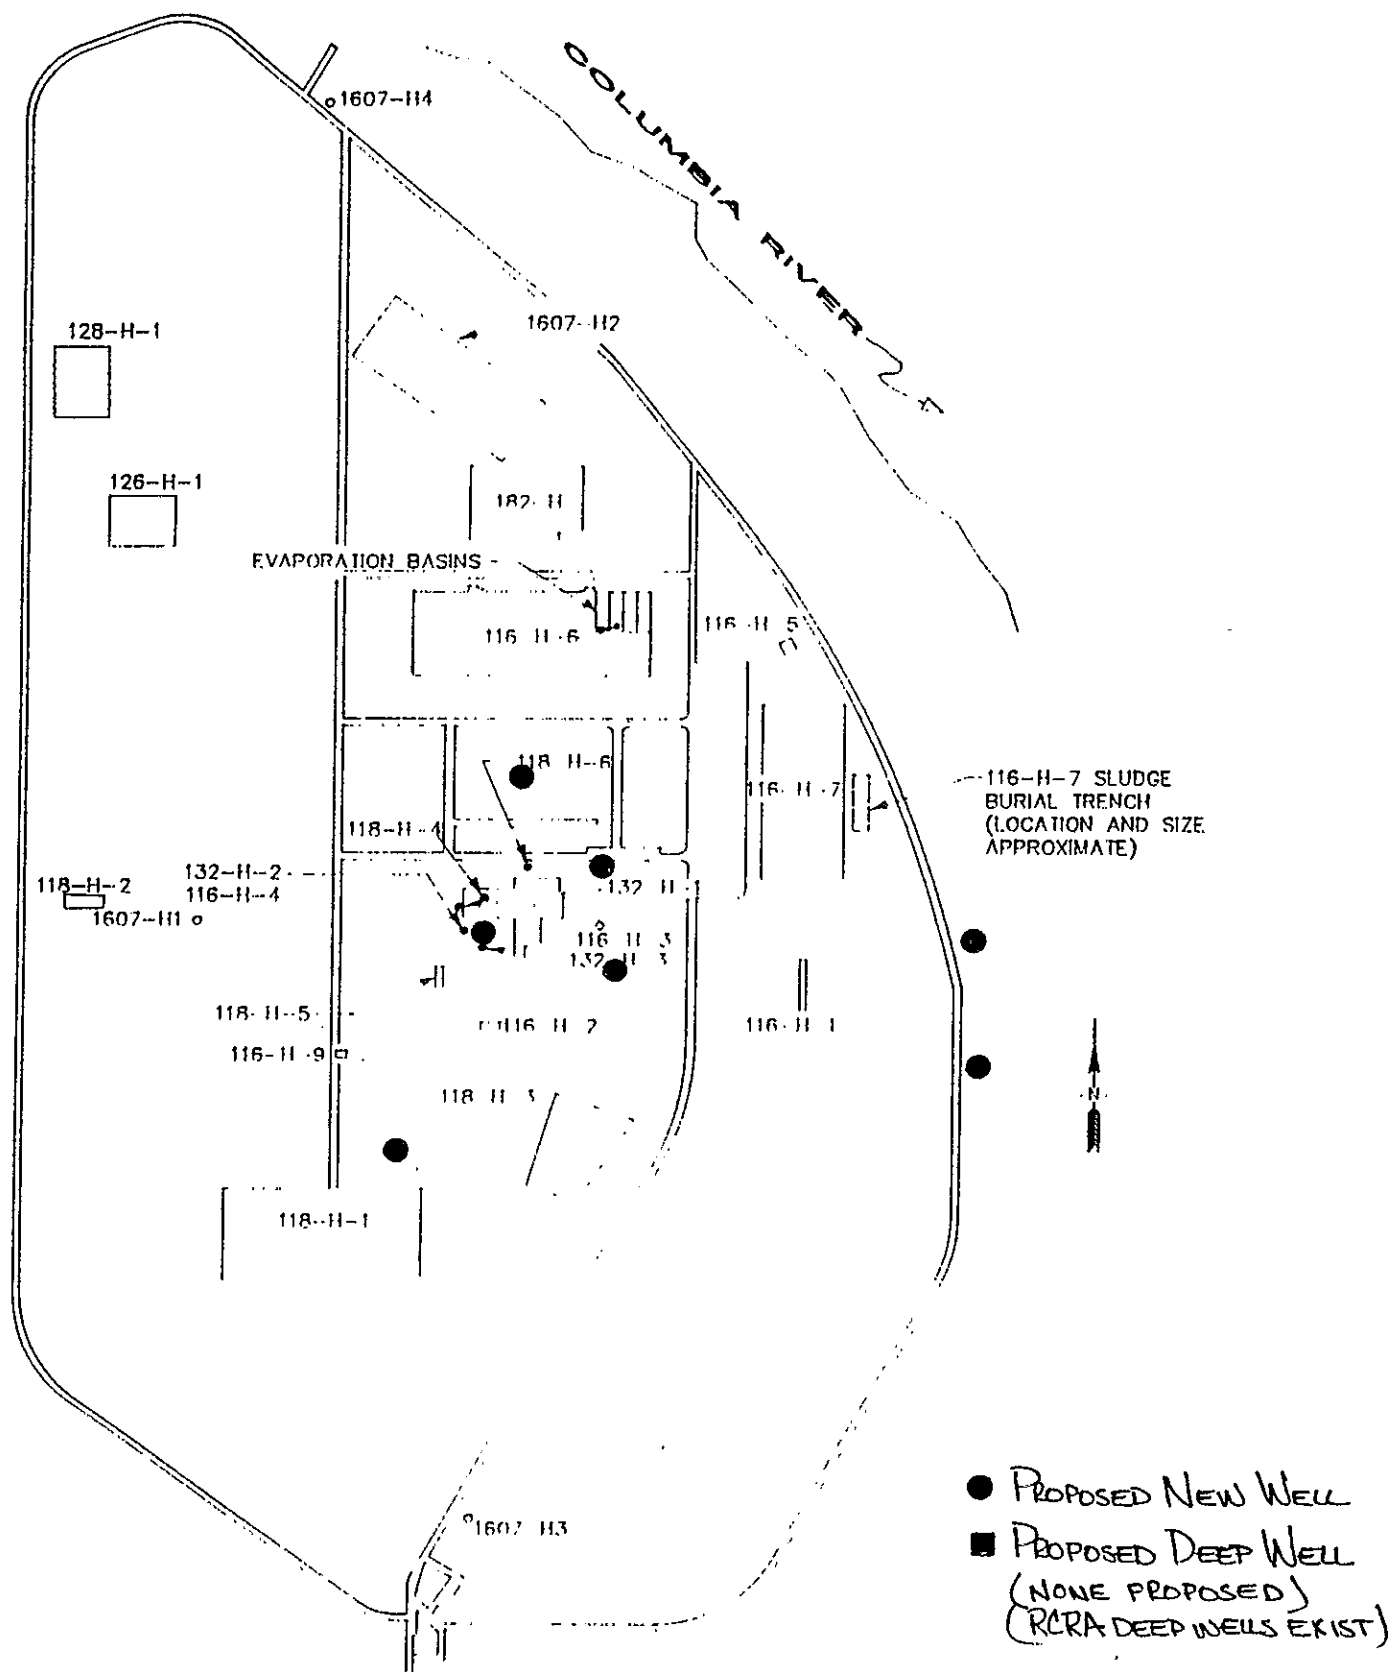 COLUMBIA RIVER
1607-H4
1607-H2
128-H-1
126-H-1
182-H
EVAPORATION BASINS
116-H-6
116-H-5
118-H-6
116-H-7
116-H-7 SLUDGE
BURIAL TRENCH
(LOCATION AND SIZE
APPROXIMATE)
118-H-4
132-H-2
118-H-2
116-H-4
132-H-1
1607-H1
116-H-3
132-H-3
118-H-5
116-H-2
116-H-1
116-H-9
118-H-3
N
118-H-1
1607-H3
PROPOSED NEW WELL
PROPOSED DEEP WELL
(NONE PROPOSED)
(RCRA DEEP WELLS EXIST)